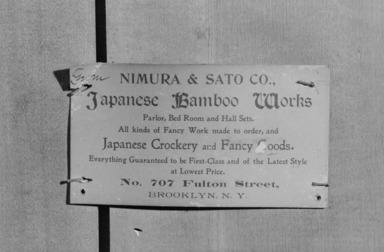 From
NIMURA & SATO CO.,
Japanese Bamboo Works
Parlor, Bed Room and Hall Sets.
All kinds of Fancy Work made to order, and
Japanese Crockery and Fancy Goods.
Everything Guaranteed to be First-Class and of the Latest Style
at Lowest Price.
No. 707 Fulton Street,
BROOKLYN, N. Y.